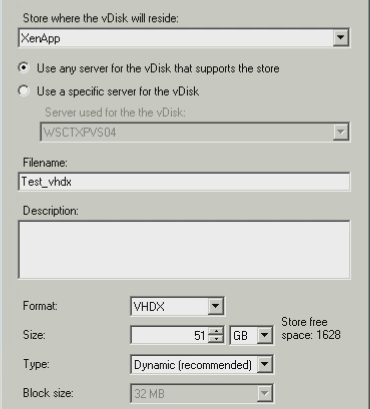 Store where the vDisk will reside:
XenApp
Use any server for the vDisk that supports the store
Use a specific server for the vDisk
Server used for the the vDisk:
WSCTXPVS04
Filename:
Test_vhdx
Description:
Format: VHDX
Size: 51 GB Store free
space: 1628
Type: Dynamic (recommended)
Block size: 32 MB